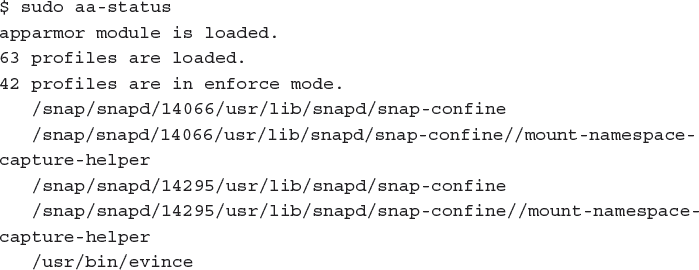 $ sudo aa-status
apparmor module is loaded.
63 profiles are loaded.
42 profiles are in enforce mode.
/snap/snapd/14066/usr/lib/snapd/snap-confine
/snap/snapd/14066/usr/lib/snapd/snap-confine//mount-namespace-
capture-helper
/snap/snapd/14295/usr/lib/snapd/snap-confine
/snap/snapd/14295/usr/lib/snapd/snap-confine//mount-namespace-
capture-helper
/usr/bin/evince